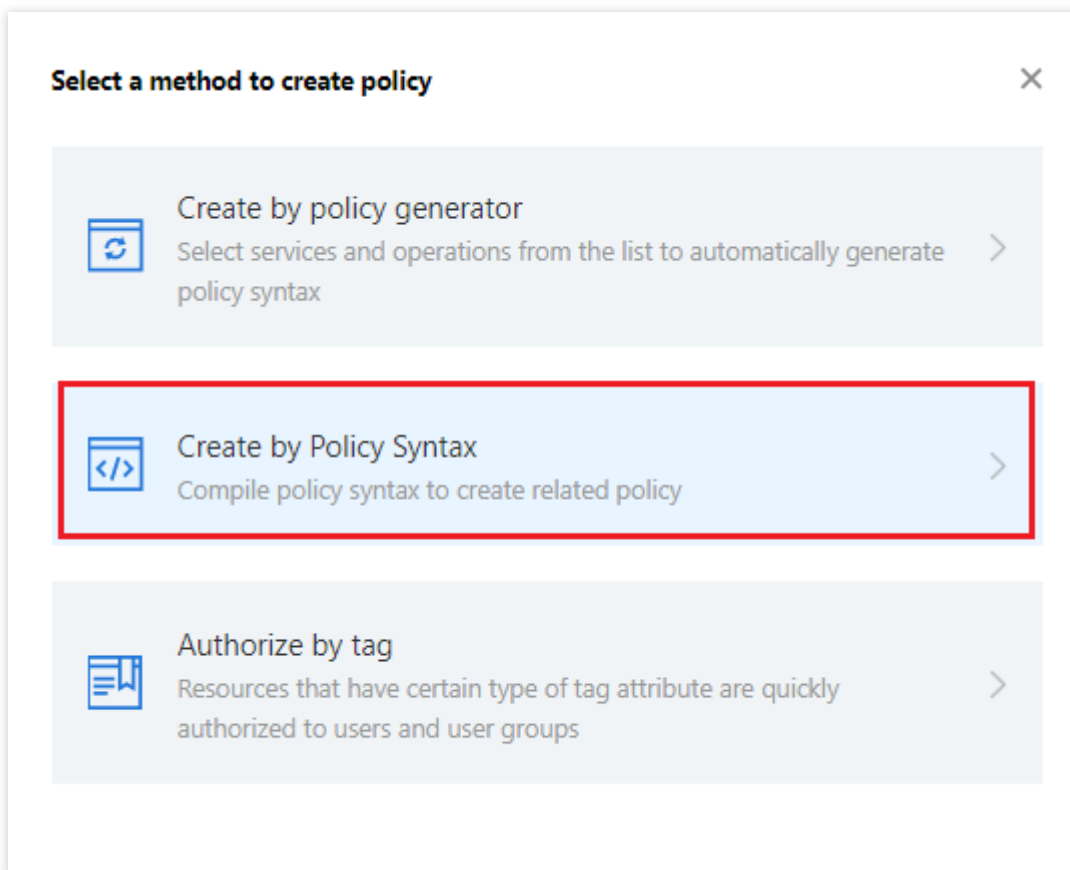 Select a method to create policy
Create by policy generator
Select services and operations from the list to automatically generate
policy syntax
Create by Policy Syntax
Compile policy syntax to create related policy
Authorize by tag
Resources that have certain type of tag attribute are quickly
authorized to users and user groups